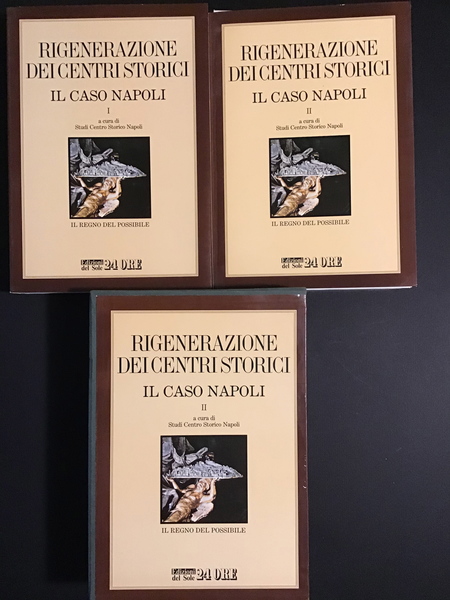 RIGENERAZIONE
DEI CENTRI STORICI
IL CASO NAPOLI
I
a cura di
Studi Centro Storico Napoli
IL REGNO DEL POSSIBILE
Edizioni
del Sole 24 ORE
RIGENERAZIONE
DEI CENTRI STORICI
IL CASO NAPOLI
II
a cura di
Studi Centro Storico Napoli
IL REGNO DEL POSSIBILE
Edizioni
del Sole 24 ORE
RIGENERAZIONE
DEI CENTRI STORICI
IL CASO NAPOLI
II
a cura di
Studi Centro Storico Napoli
IL REGNO DEL POSSIBILE
Edizioni
del Sole 24 ORE